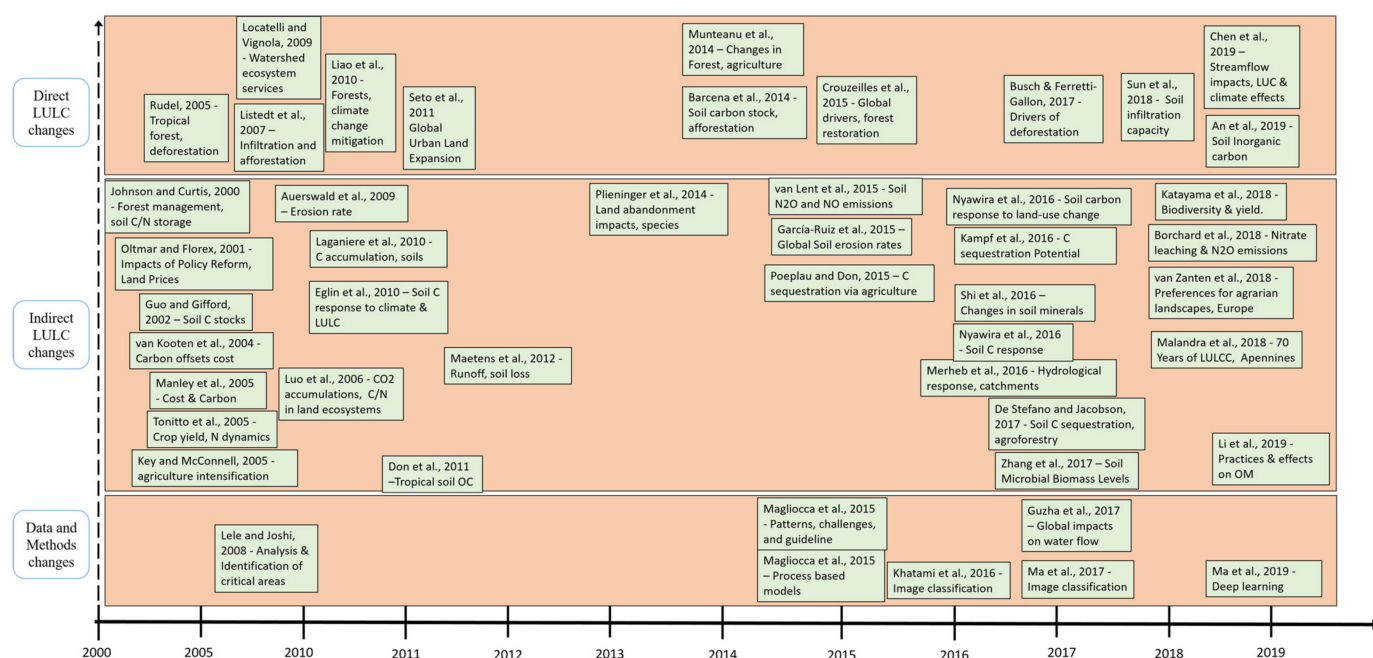 Direct
LULC
changes
Rudel, 2005 -
Tropical
forest,
deforestation
Locatelli and
Vignola, 2009
- Watershed
ecosystem
services
Listedt et al.,
2007 –
Infiltration and
afforestation
Liao et al.,
2010 -
Forests,
climate
change
mitigation
Seto et al.,
2011
Global
Urban Land
Expansion
Munteanu et al.,
2014 – Changes in
Forest, agriculture
Barcena et al., 2014 -
Soil carbon stock,
afforestation
Crouzeilles et al.,
2015 - Global
drivers, forest
restoration
Busch & Ferretti-
Gallon, 2017 -
Drivers of
deforestation
Sun et al.,
2018 - Soil
infiltration
capacity
Chen et al.,
2019 –
Streamflow
impacts, LUC &
climate effects
An et al., 2019 -
Soil Inorganic
carbon
Indirect
LULC
changes
Johnson and Curtis, 2000
- Forest management,
soil C/N storage
Oltmar and Florex, 2001 -
Impacts of Policy Reform,
Land Prices
Guo and Gifford,
2002 – Soil C stocks
van Kooten et al., 2004 -
Carbon offsets cost
Manley et al., 2005
- Cost & Carbon
Tonitto et al., 2005 -
Crop yield, N dynamics
Key and McConnell, 2005 -
agriculture intensification
Auerswald et al., 2009
– Erosion rate
Laganiere et al., 2010 -
C accumulation, soils
Eglin et al., 2010 – Soil C
response to climate &
LULC
Luo et al., 2006 - CO2
accumulations, C/N
in land ecosystems
Don et al., 2011
–Tropical soil OC
Maetens et al., 2012 -
Runoff, soil loss
Plieninger et al., 2014 -
Land abandonment
impacts, species
van Lent et al., 2015 - Soil
N2O and NO emissions
García-Ruiz et al., 2015 –
Global Soil erosion rates
Poeplau and Don, 2015 – C
sequestration via agriculture
Nyawira et al., 2016 - Soil carbon
response to land-use change
Kampf et al., 2016 - C
sequestration Potential
Shi et al., 2016 –
Changes in soil minerals
Nyawira et al., 2016
- Soil C response
Merheb et al., 2016 - Hydrological
response, catchments
De Stefano and Jacobson,
2017 - Soil C sequestration,
agroforestry
Zhang et al., 2017 – Soil
Microbial Biomass Levels
Katayama et al., 2018 -
Biodiversity & yield.
Borchard et al., 2018 - Nitrate
leaching & N2O emissions
van Zanten et al., 2018 -
Preferences for agrarian
landscapes, Europe
Malandra et al., 2018 - 70
Years of LULCC, Apennines
Li et al., 2019 -
Practices & effects
on OM
Data and
Methods
changes
Lele and Joshi,
2008 - Analysis &
Identification of
critical areas
Magliocca et al., 2015
- Patterns, challenges,
and guideline
Magliocca et al., 2015
– Process based
models
Khatami et al., 2016 -
Image classification
Guzha et al., 2017
– Global impacts
on water flow
Ma et al., 2017 -
Image classification
Ma et al., 2019 -
Deep learning
2000 2005 2010 2011 2012 2013 2014 2015 2016 2017 2018 2019